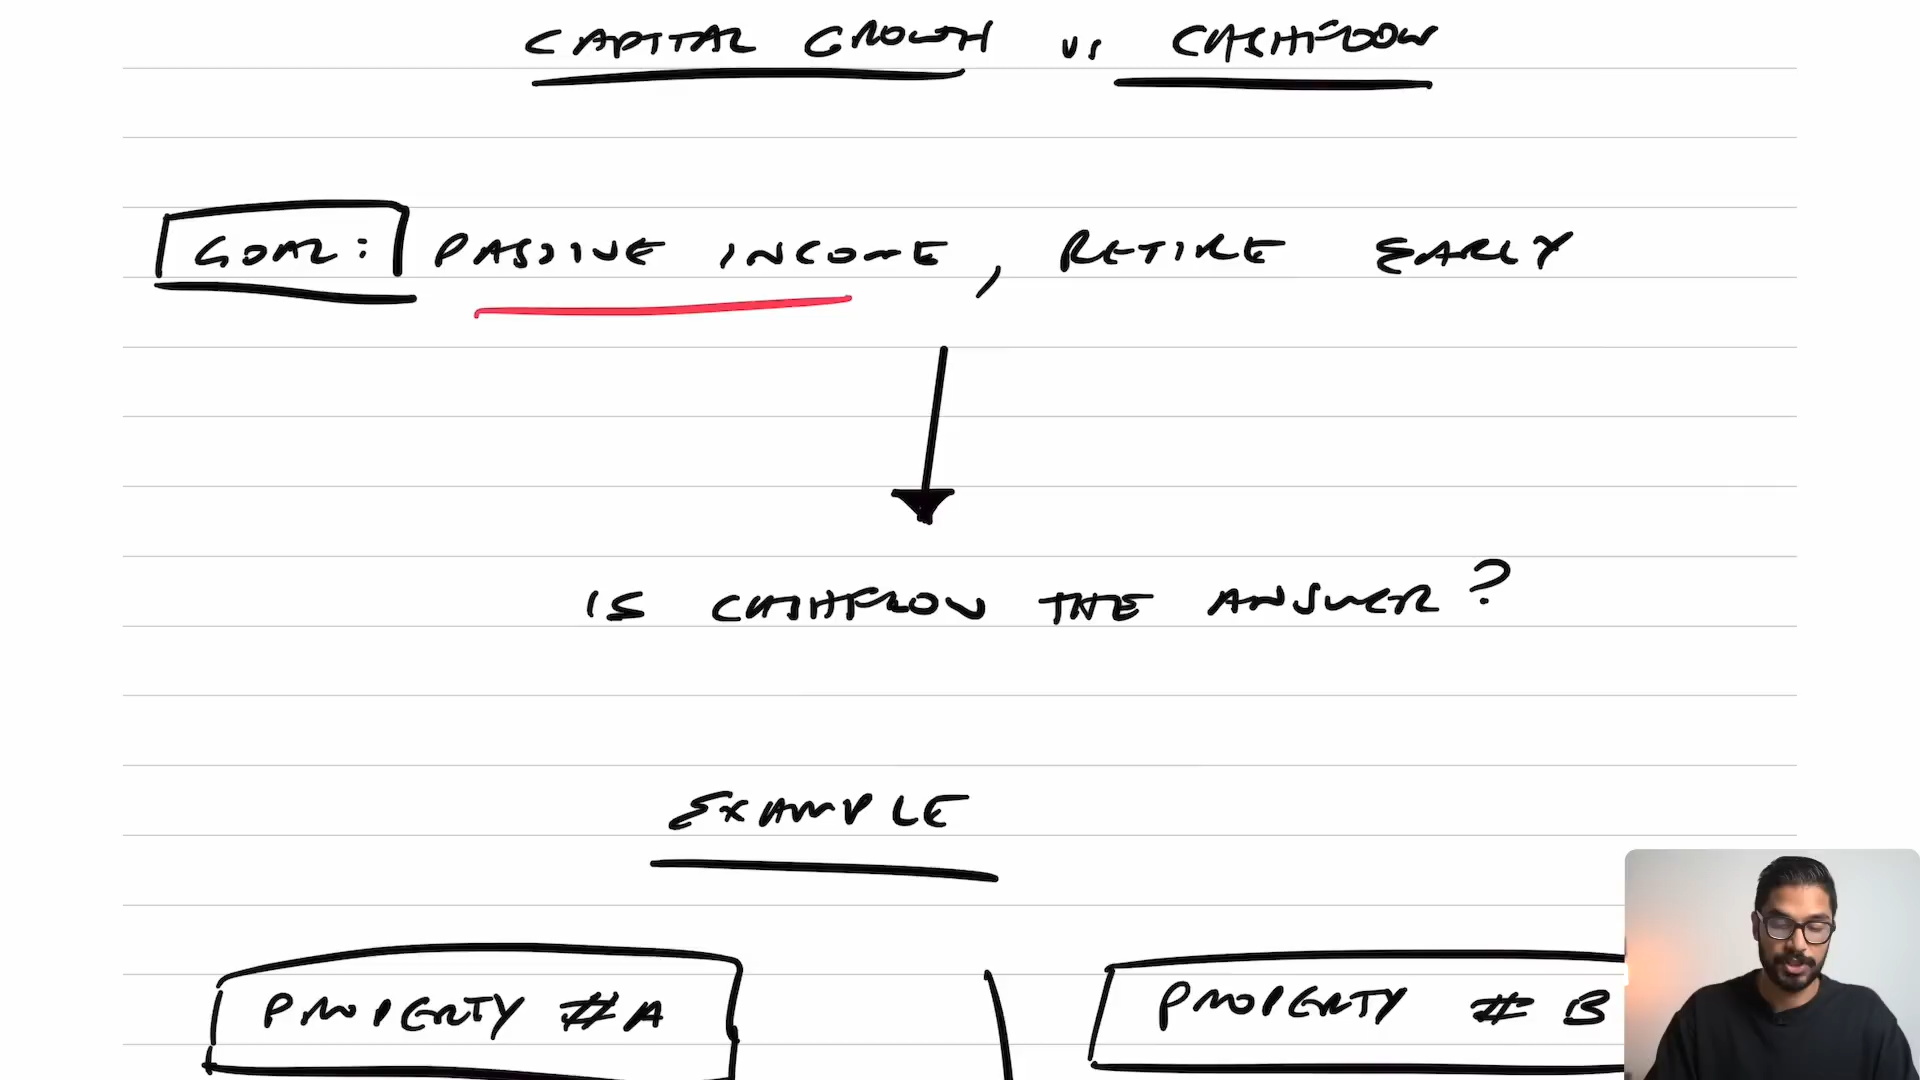 CAPITAL GROWTH vs CASHFLOW
GOAL: PASSIVE INCOME, RETIRE EARLY
IS CASHFLOW THE ANSWER?
EXAMPLE
PROPERTY #A
PROPERTY # B